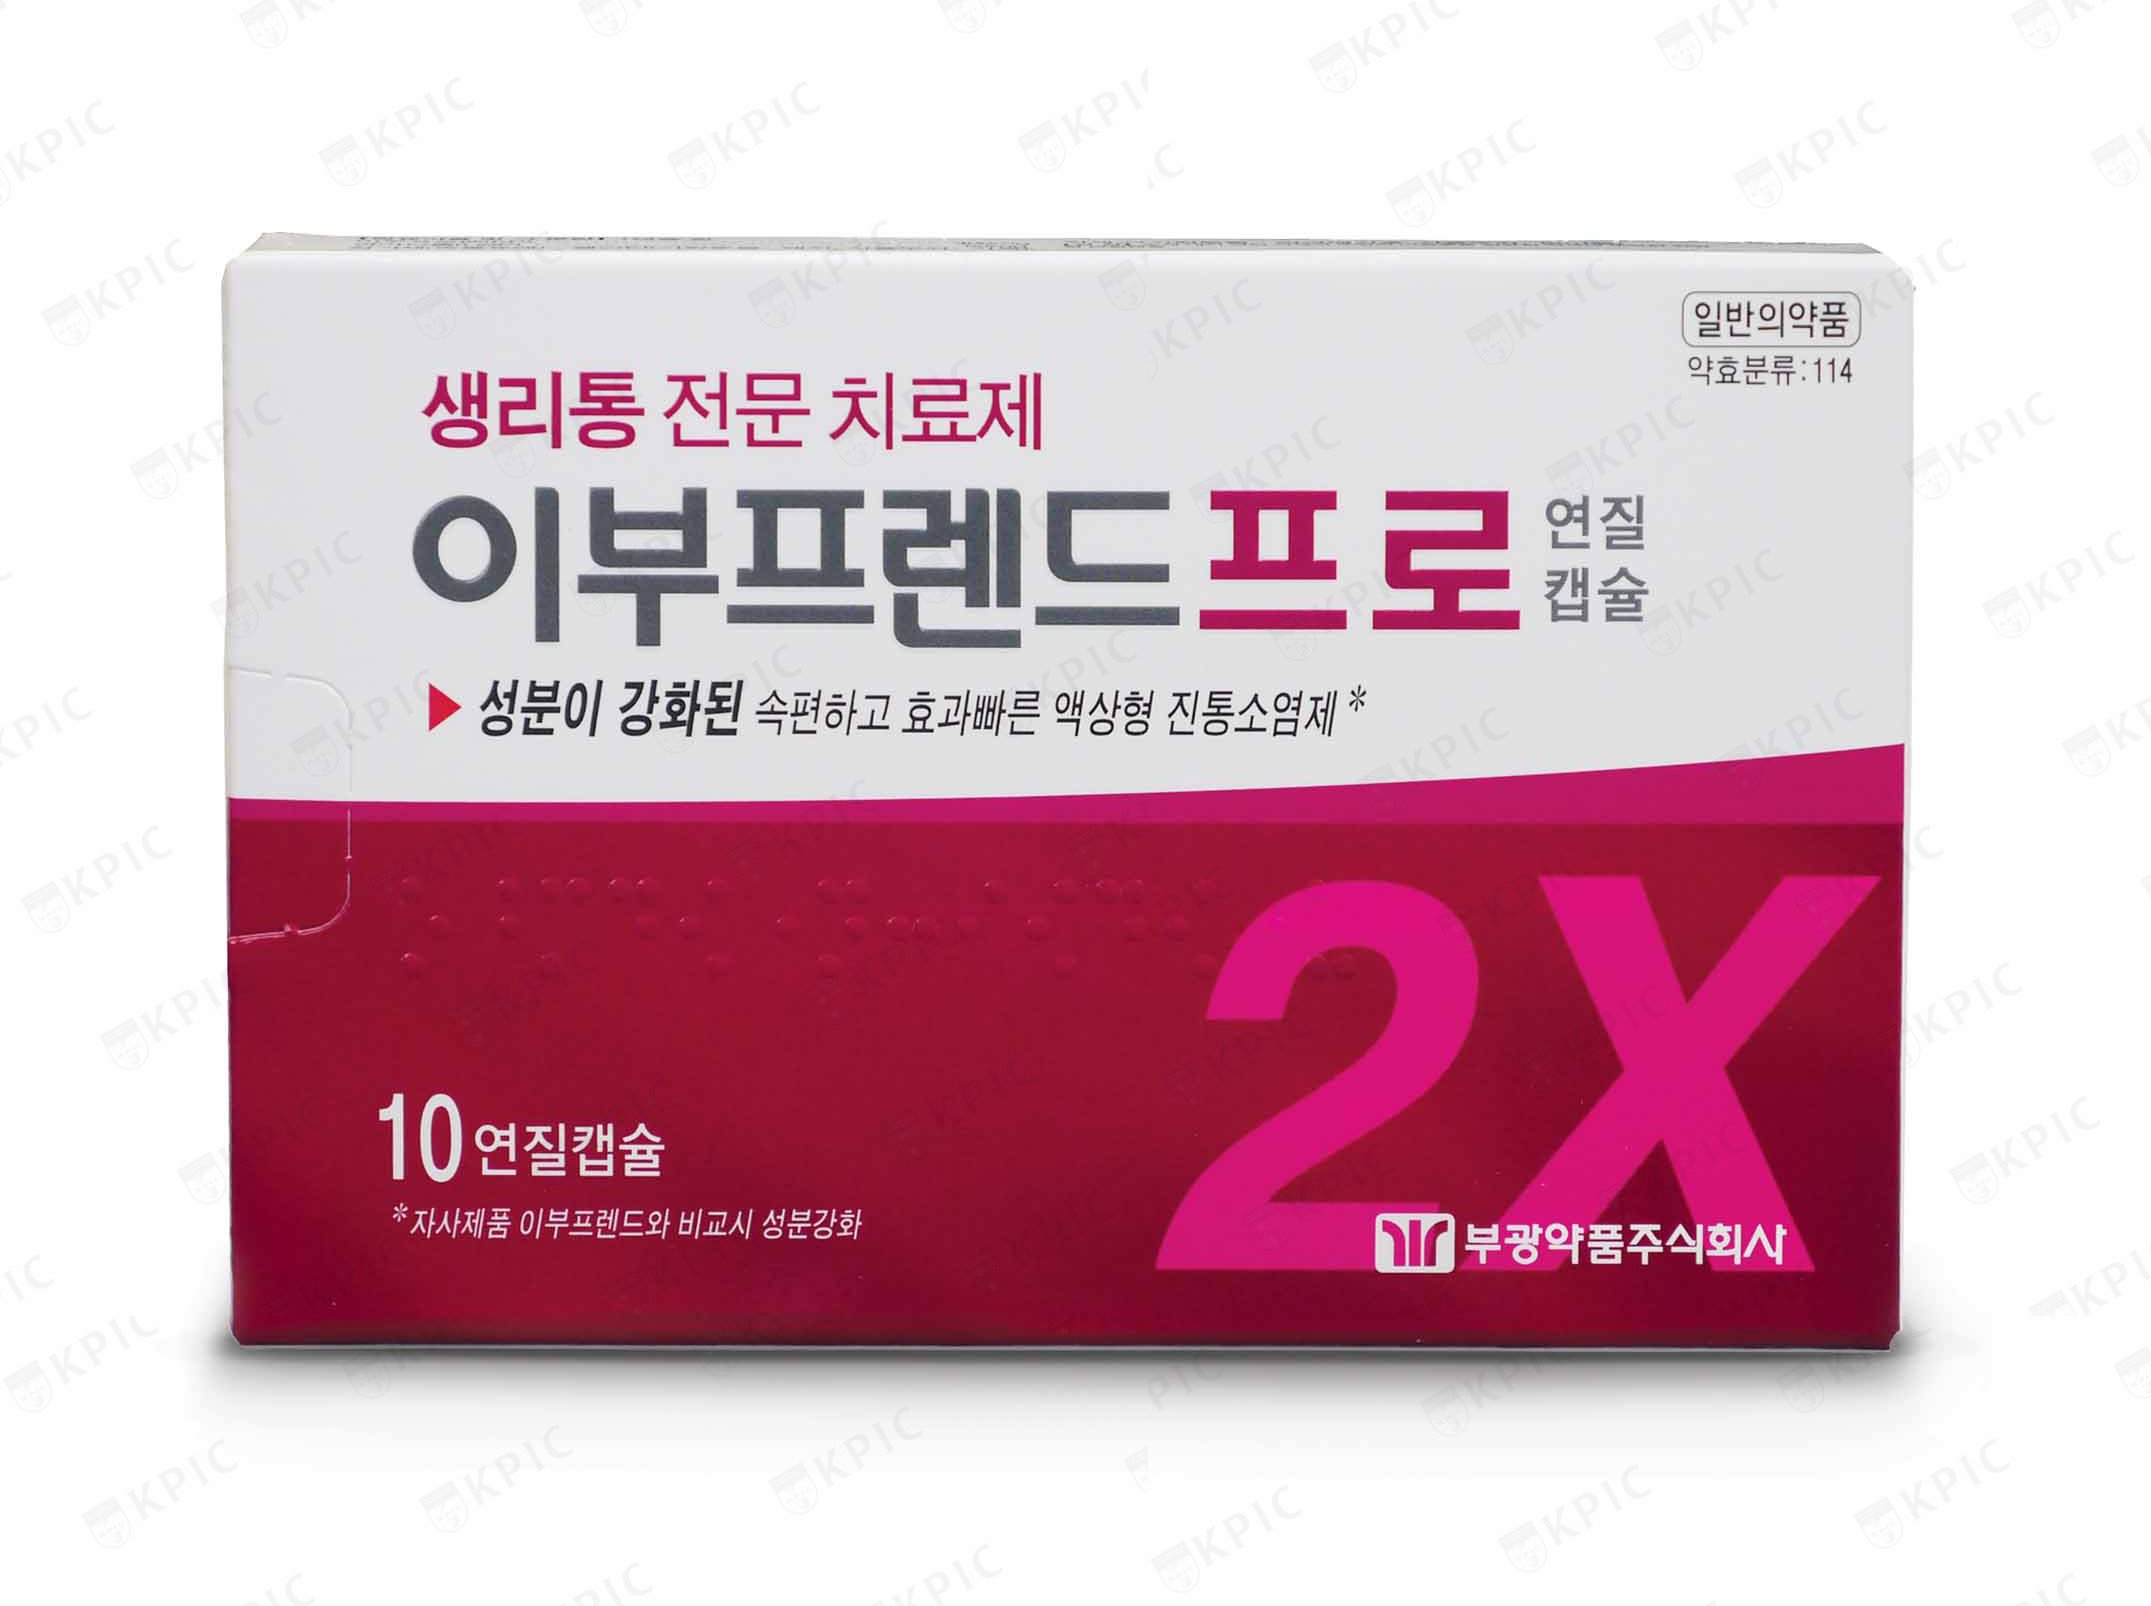 일반의약품
약효분류:114
생리통 전문 치료제
이부프렌드프로 연질
캡슐
▶ 성분이 강화된 속편하고 효과빠른 액상형 진통소염제*
2X
10연질캡슐
*자사제품 이부프렌드와 비교시 성분강화
부광약품주식회사
KPIC